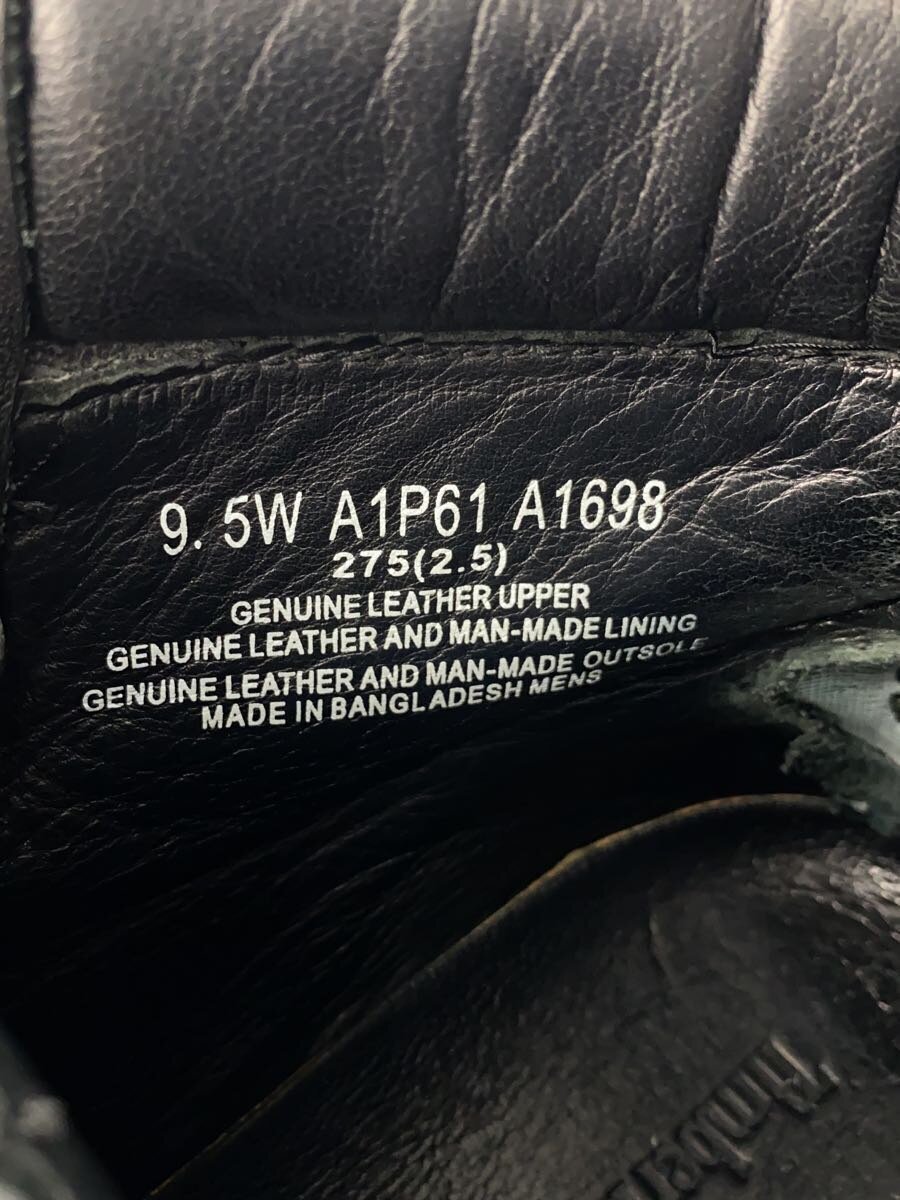 9.5W A1P61 A1698
275(2.5)
GENUINE LEATHER UPPER
GENUINE LEATHER AND MAN-MADE LINING
GENUINE LEATHER AND MAN-MADE OUTSOLE
MADE IN BANGLADESH MENS